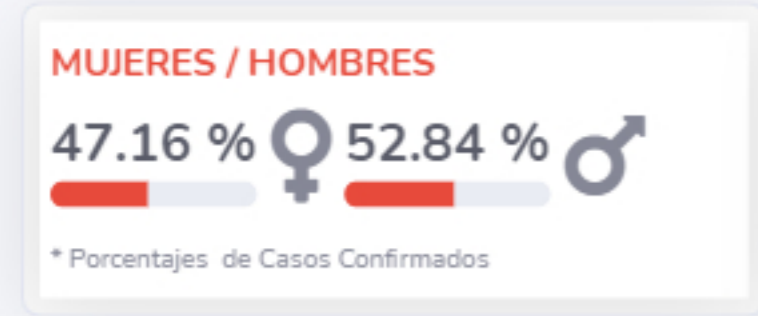 MUJERES / HOMBRES
47.16 % 52.84 %
* Porcentajes de Casos Confirmados